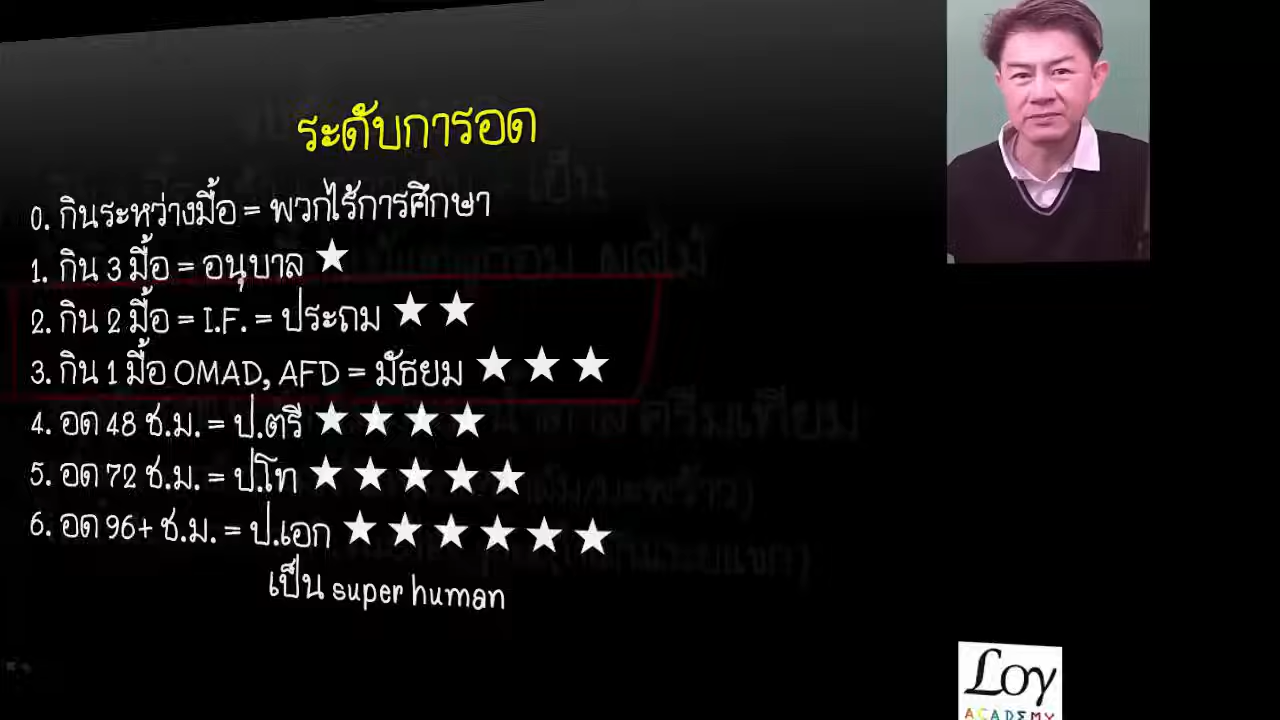 ระดับการอด
0. กินระหว่างมื้อ = พวกไร้การศึกษา
1. กิน 3 มื้อ = อนุบาล ★
2. กิน 2 มื้อ = I.F. = ประถม ★ ★
3. กิน 1 มื้อ OMAD, AFD = มัธยม ★ ★ ★
4. อด 48 ช.ม. = ป.ตรี ★ ★ ★ ★
5. อด 72 ช.ม. = ป.โท ★ ★ ★ ★ ★
6. อด 96+ ช.ม. = ป.เอก ★ ★ ★ ★ ★ ★
เป็น super human
Loy
ACADEMY